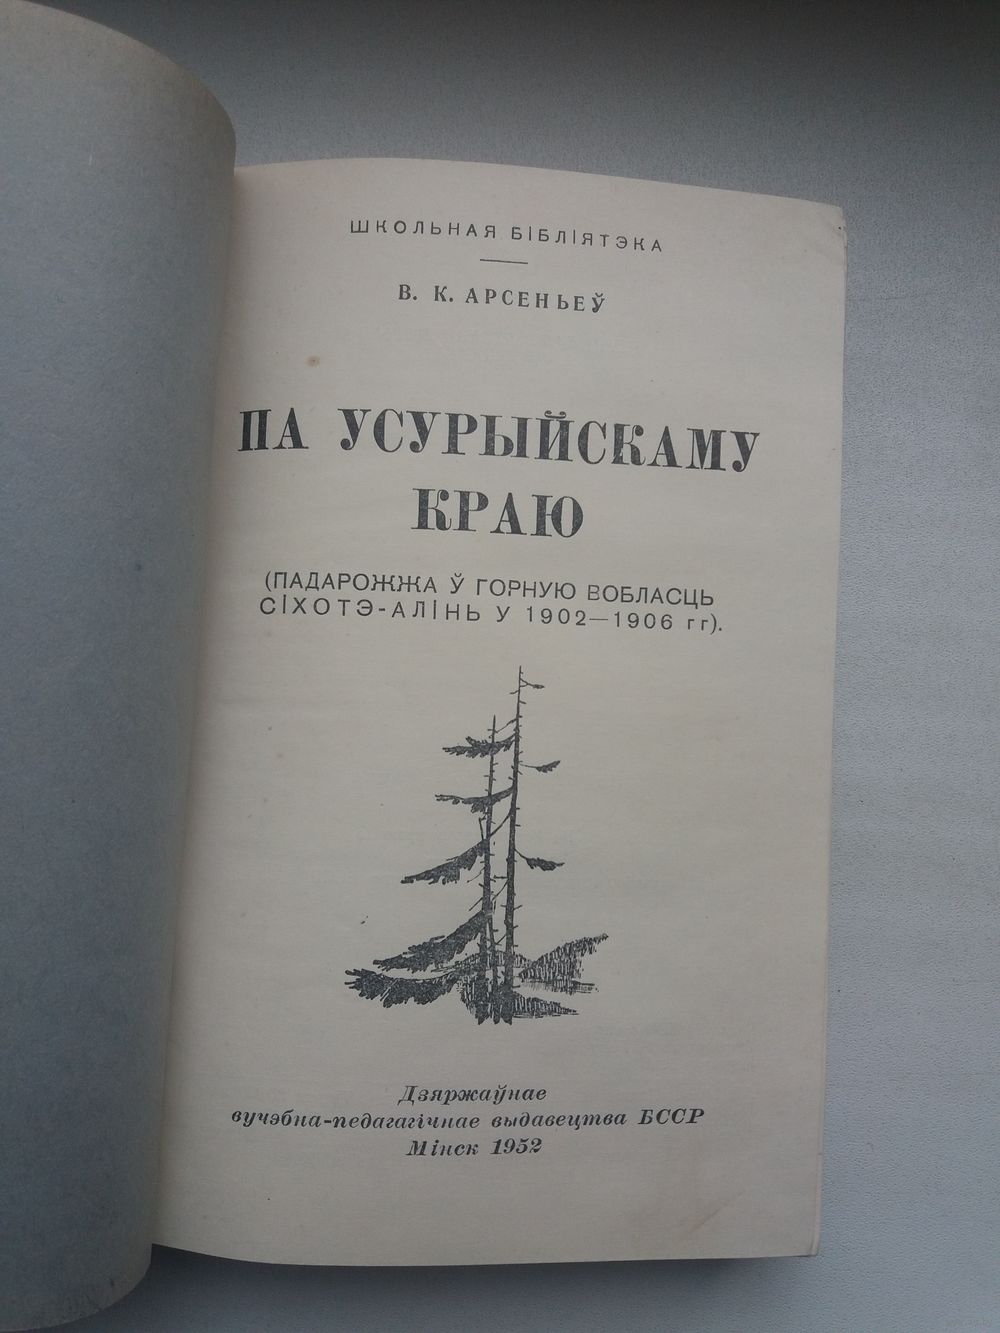 ШКОЛЬНАЯ БІБЛІЯТЭКА
В. К. АРСЕНЬЕЎ
ПА УСУРЫЙСКАМУ
КРАЮ
(ПАДАРОЖЖА Ў ГОРНУЮ ВОБЛАСЦЬ
СІХОТЭ-АЛІНЬ У 1902—1906 гг).
Дзяржаўнае
вучэбна-педагагічнае выдавецтва БССР
Мінск 1952